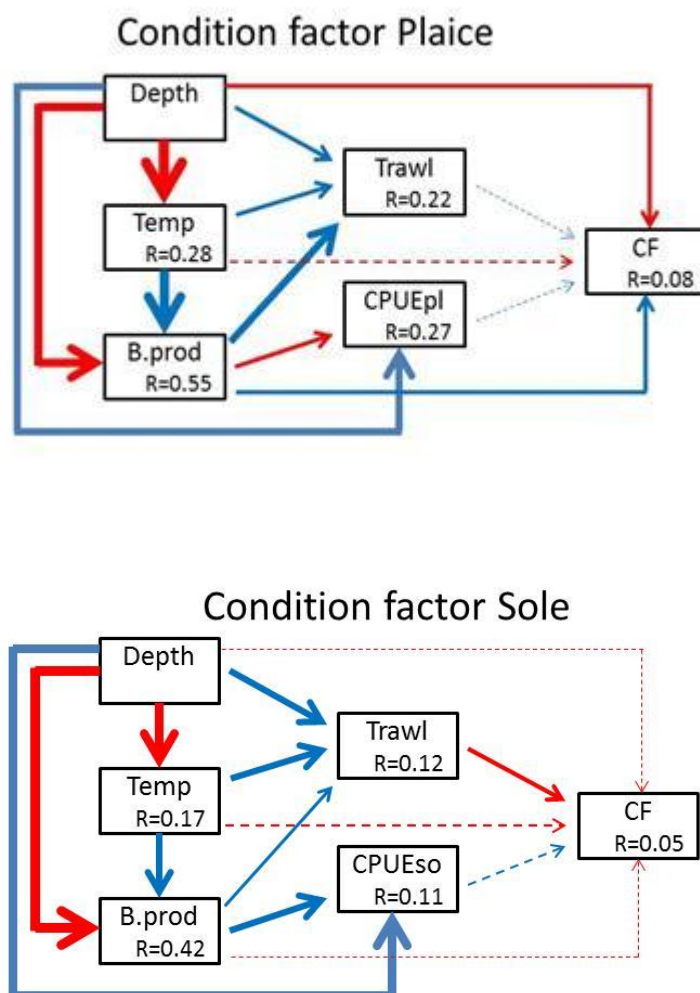 Condition factor Plaice
Depth
Trawl
R=0.22
Temp
R=0.28
CF
R=0.08
CPUEpl
R=0.27
B.prod
R=0.55
Condition factor Sole
Depth
Trawl
R=0.12
Temp
R=0.17
CF
R=0.05
CPUEso
R=0.11
B.prod
R=0.42